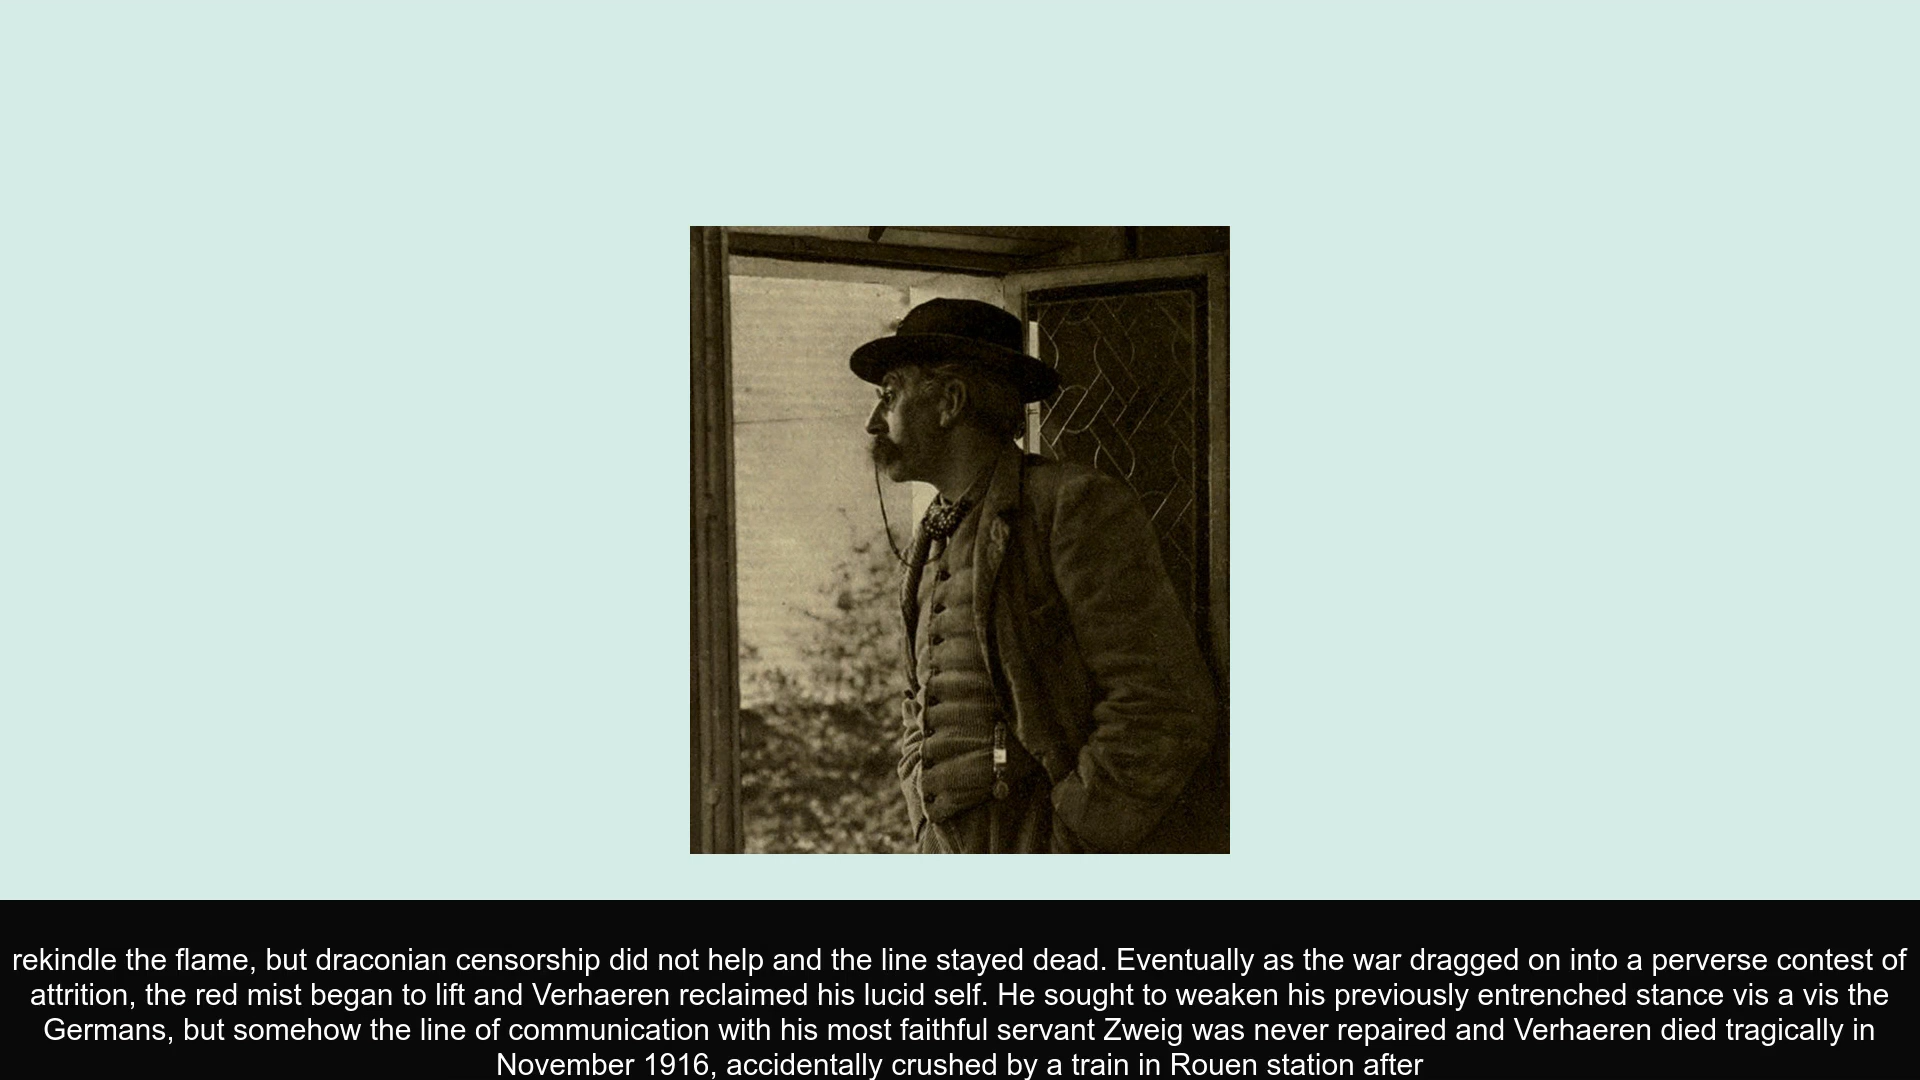 rekindle the flame, but draconian censorship did not help and the line stayed dead. Eventually as the war dragged on into a perverse contest of
attrition, the red mist began to lift and Verhaeren reclaimed his lucid self. He sought to weaken his previously entrenched stance vis a vis the
Germans, but somehow the line of communication with his most faithful servant Zweig was never repaired and Verhaeren died tragically in
November 1916, accidentally crushed by a train in Rouen station after